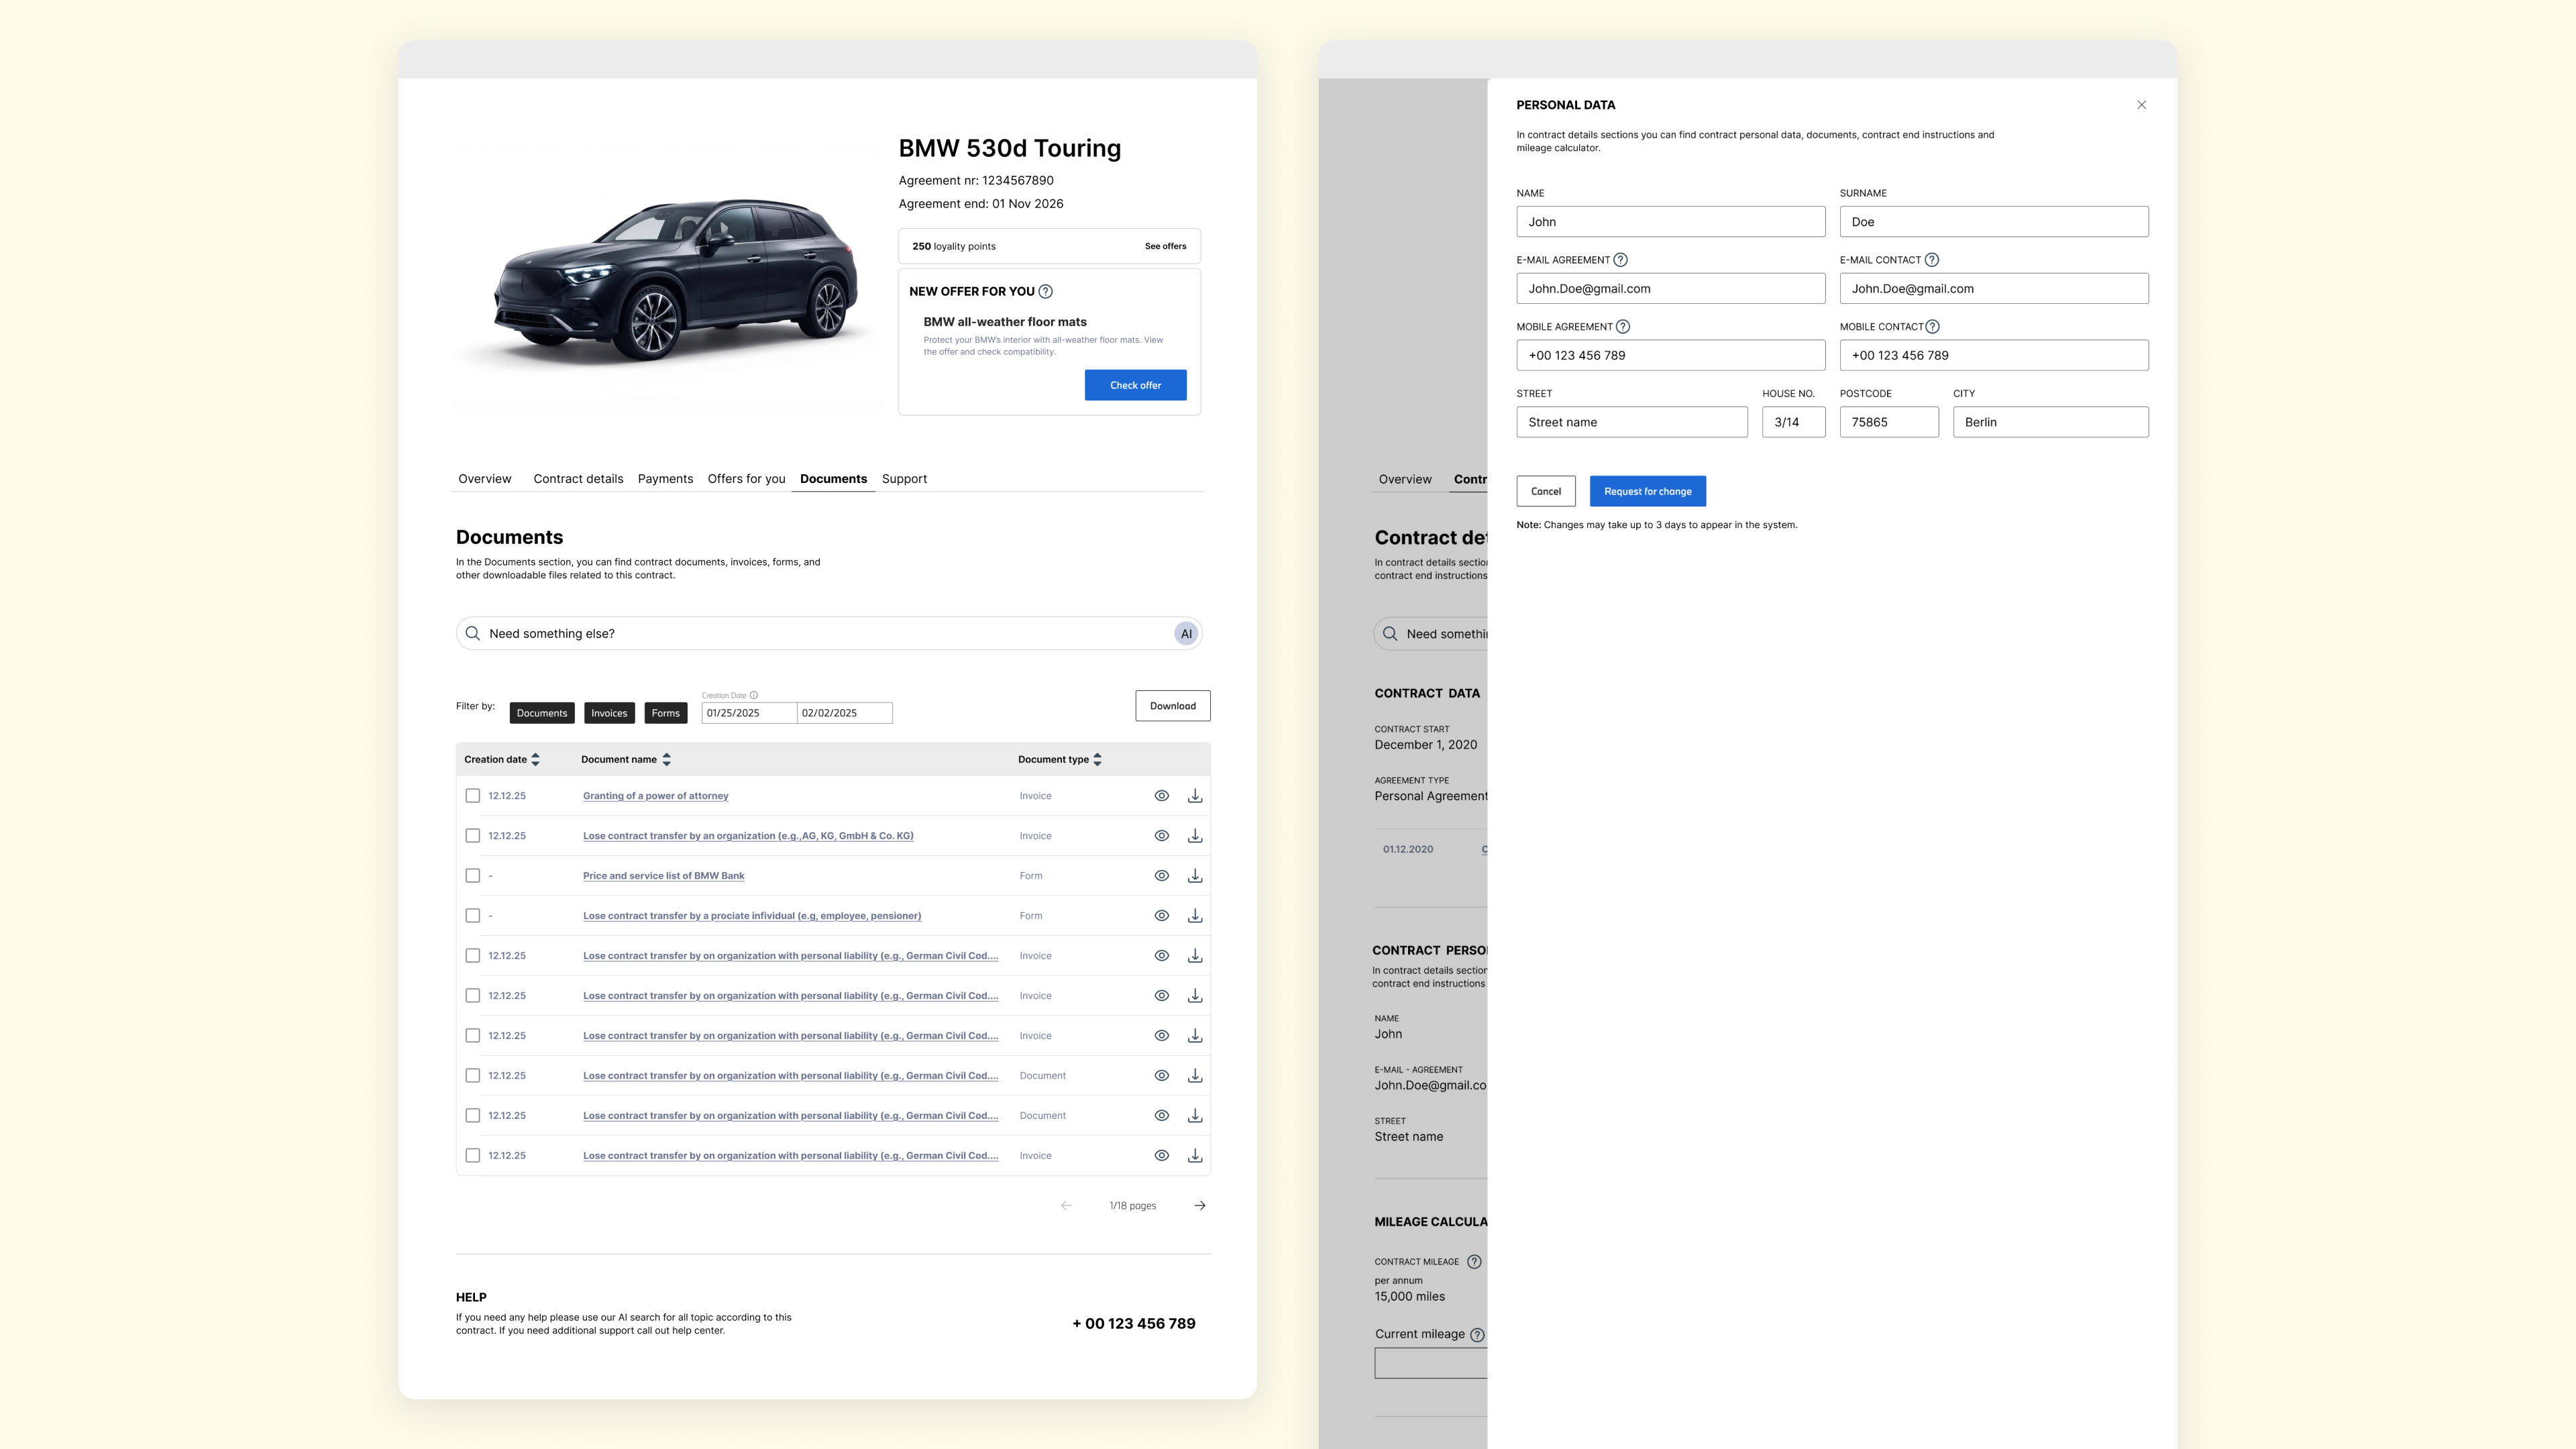 BMW 530d Touring
Agreement nr: 1234567890
Agreement end: 01 Nov 2026
250 loyality points
See offers
NEW OFFER FOR YOU ?
BMW all-weather floor mats
Protect your BMW's interior with all-weather floor mats. View
the offer and check compatibility.
Check offer
Overview Contract details Payments Offers for you Documents Support
Documents
In the Documents section, you can find contract documents, invoices, forms, and
other downloadable files related to this contract.
Need something else?
AI
Filter by:
Documents Invoices Forms
Creation Date
01/25/2025 02/02/2025
Download
Creation date Document name Document type
12.12.25 Granting of a power of attorney Invoice
12.12.25 Lose contract transfer by an organization (e.g.,AG, KG, GmbH & Co. KG) Invoice
- Price and service list of BMW Bank Form
- Lose contract transfer by a prociate infividual (e.g, employee, pensioner) Form
12.12.25 Lose contract transfer by on organization with personal liability (e.g., German Civil Cod.... Invoice
12.12.25 Lose contract transfer by on organization with personal liability (e.g., German Civil Cod.... Invoice
12.12.25 Lose contract transfer by on organization with personal liability (e.g., German Civil Cod.... Invoice
12.12.25 Lose contract transfer by on organization with personal liability (e.g., German Civil Cod.... Document
12.12.25 Lose contract transfer by on organization with personal liability (e.g., German Civil Cod.... Document
12.12.25 Lose contract transfer by on organization with personal liability (e.g., German Civil Cod.... Invoice
1/18 pages
HELP
If you need any help please use our AI search for all topic according to this
contract. If you need additional support call out help center.
+ 00 123 456 789
Overview Contr
Contract det
In contract details sectio
contract end instructions
Need somethi
CONTRACT DATA
CONTRACT START
December 1, 2020
AGREEMENT TYPE
Personal Agreement
01.12.2020
CONTRACT PERSO
In contract details section
contract end instructions
NAME
John
E-MAIL - AGREEMENT
John.Doe@gmail.co
STREET
Street name
MILEAGE CALCULA
CONTRACT MILEAGE ?
per annum
15,000 miles
Current mileage ?
PERSONAL DATA
In contract details sections you can find contract personal data, documents, contract end instructions and
mileage calculator.
NAME SURNAME
John Doe
E-MAIL AGREEMENT ? E-MAIL CONTACT ?
John.Doe@gmail.com John.Doe@gmail.com
MOBILE AGREEMENT ? MOBILE CONTACT ?
+00 123 456 789 +00 123 456 789
STREET HOUSE NO. POSTCODE CITY
Street name 3/14 75865 Berlin
Cancel Request for change
Note: Changes may take up to 3 days to appear in the system.